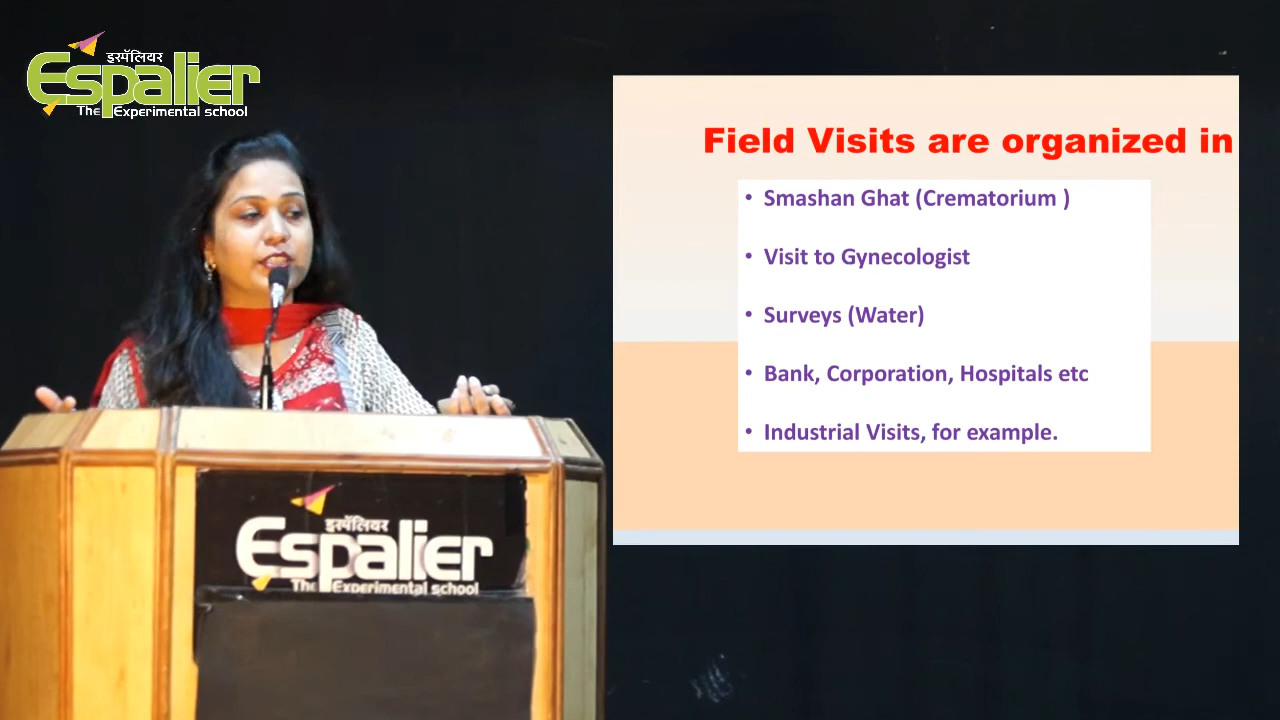 इस्पॅलियर
Espalier
The Experimental school
Field Visits are organized in
• Smashan Ghat (Crematorium )
• Visit to Gynecologist
• Surveys (Water)
• Bank, Corporation, Hospitals etc
• Industrial Visits, for example.
इस्पॅलियर
Espalier
The Experimental school